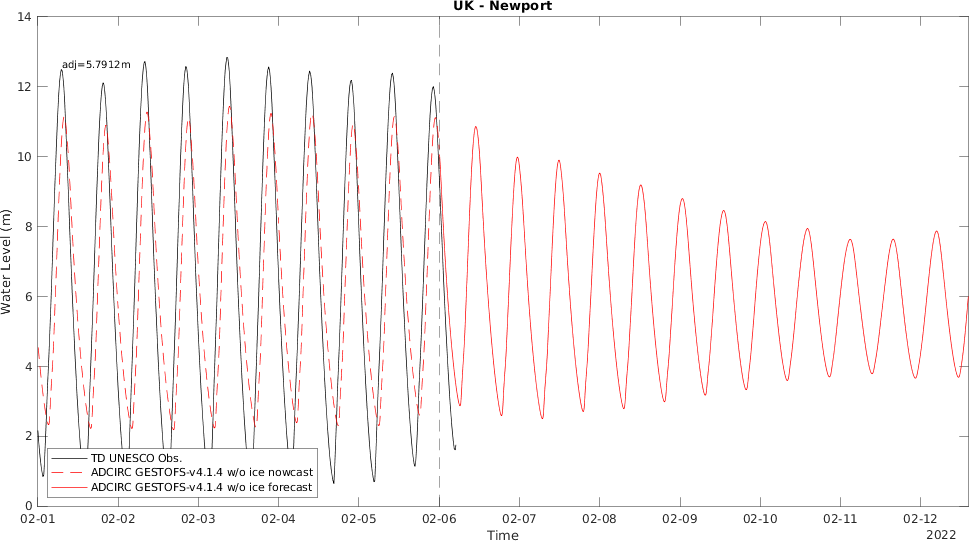 UK - Newport
14
12
10
8
6
4
2
0
Water Level (m)
adj=5.7912m
TD UNESCO Obs.
ADCIRC GESTOFS-v4.1.4 w/o ice nowcast
ADCIRC GESTOFS-v4.1.4 w/o ice forecast
02-01 02-02 02-03 02-04 02-05 02-06 02-07 02-08 02-09 02-10 02-11 02-12
Time
2022